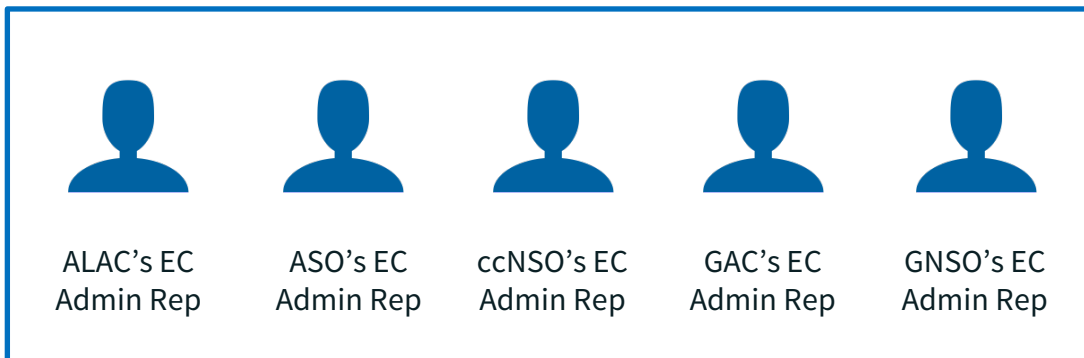 ALAC’s EC
Admin Rep
ASO’s EC
Admin Rep
ccNSO’s EC
Admin Rep
GAC’s EC
Admin Rep
GNSO’s EC
Admin Rep